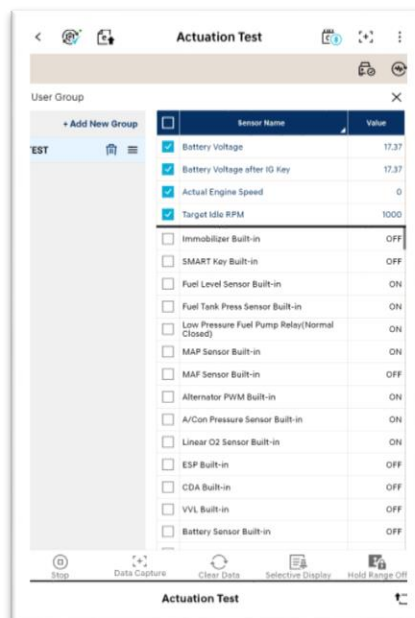 Actuation Test
User Group
+ Add New Group
Sensor Name Value
TEST
Battery Voltage 17.37
Battery Voltage after IG Key 17.37
Actual Engine Speed 0
Target Idle RPM 1000
Immobilizer Built-in OFF
SMART Key Built-in OFF
Fuel Level Sensor Built-in ON
Fuel Tank Press Sensor Built-in ON
Low Pressure Fuel Pump Relay(Normal
Closed) ON
MAP Sensor Built-in ON
MAF Sensor Built-in OFF
Alternator PWM Built-in ON
A/Con Pressure Sensor Built-in ON
Linear O2 Sensor Built-in ON
ESP Built-in OFF
CDA Built-in OFF
VVL Built-in OFF
Battery Sensor Built-in OFF
Stop Data Capture Clear Data Selective Display Hold Range Off
Actuation Test